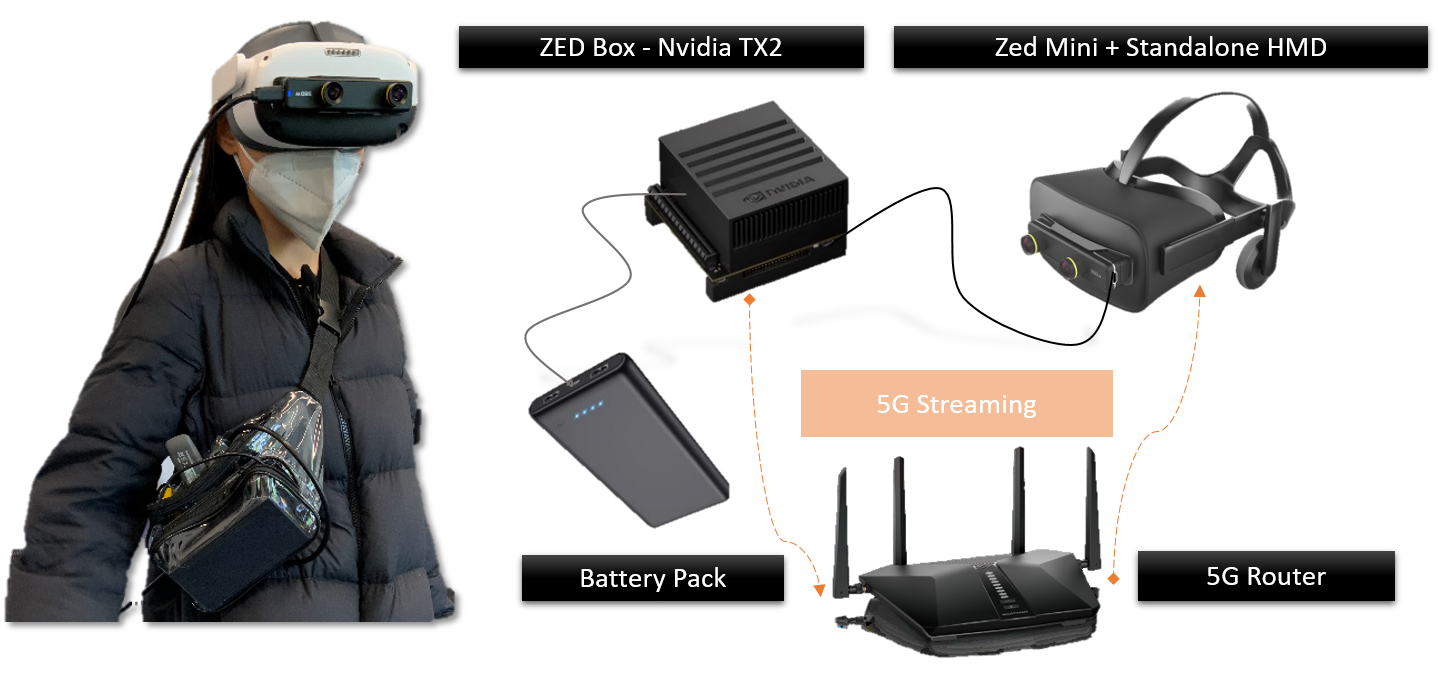 ZED Box - Nvidia TX2
Zed Mini + Standalone HMD
NVIDIA
5G Streaming
Battery Pack
5G Router